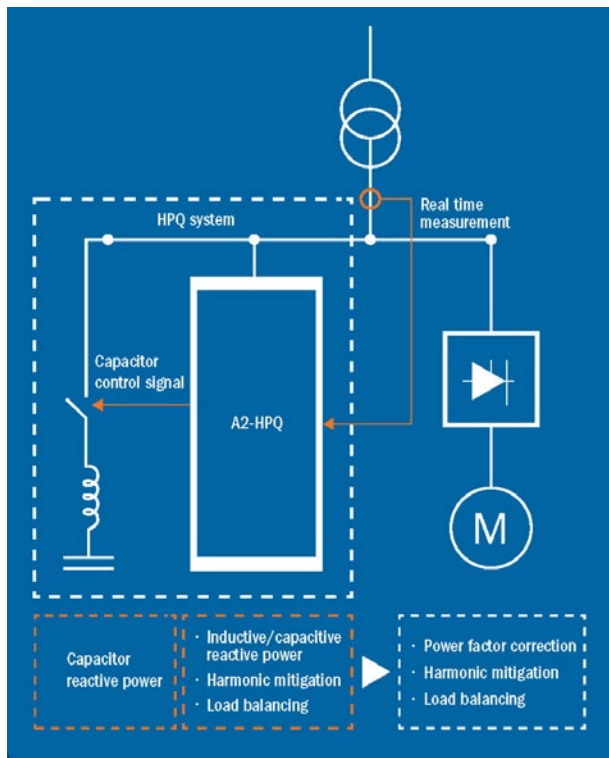 HPQ system
Real time
measurement
Capacitor
control signal
A2-HPQ
M
Capacitor
reactive power
· Inductive/capacitive
reactive power
· Harmonic mitigation
· Load balancing
· Power factor correction
· Harmonic mitigation
· Load balancing